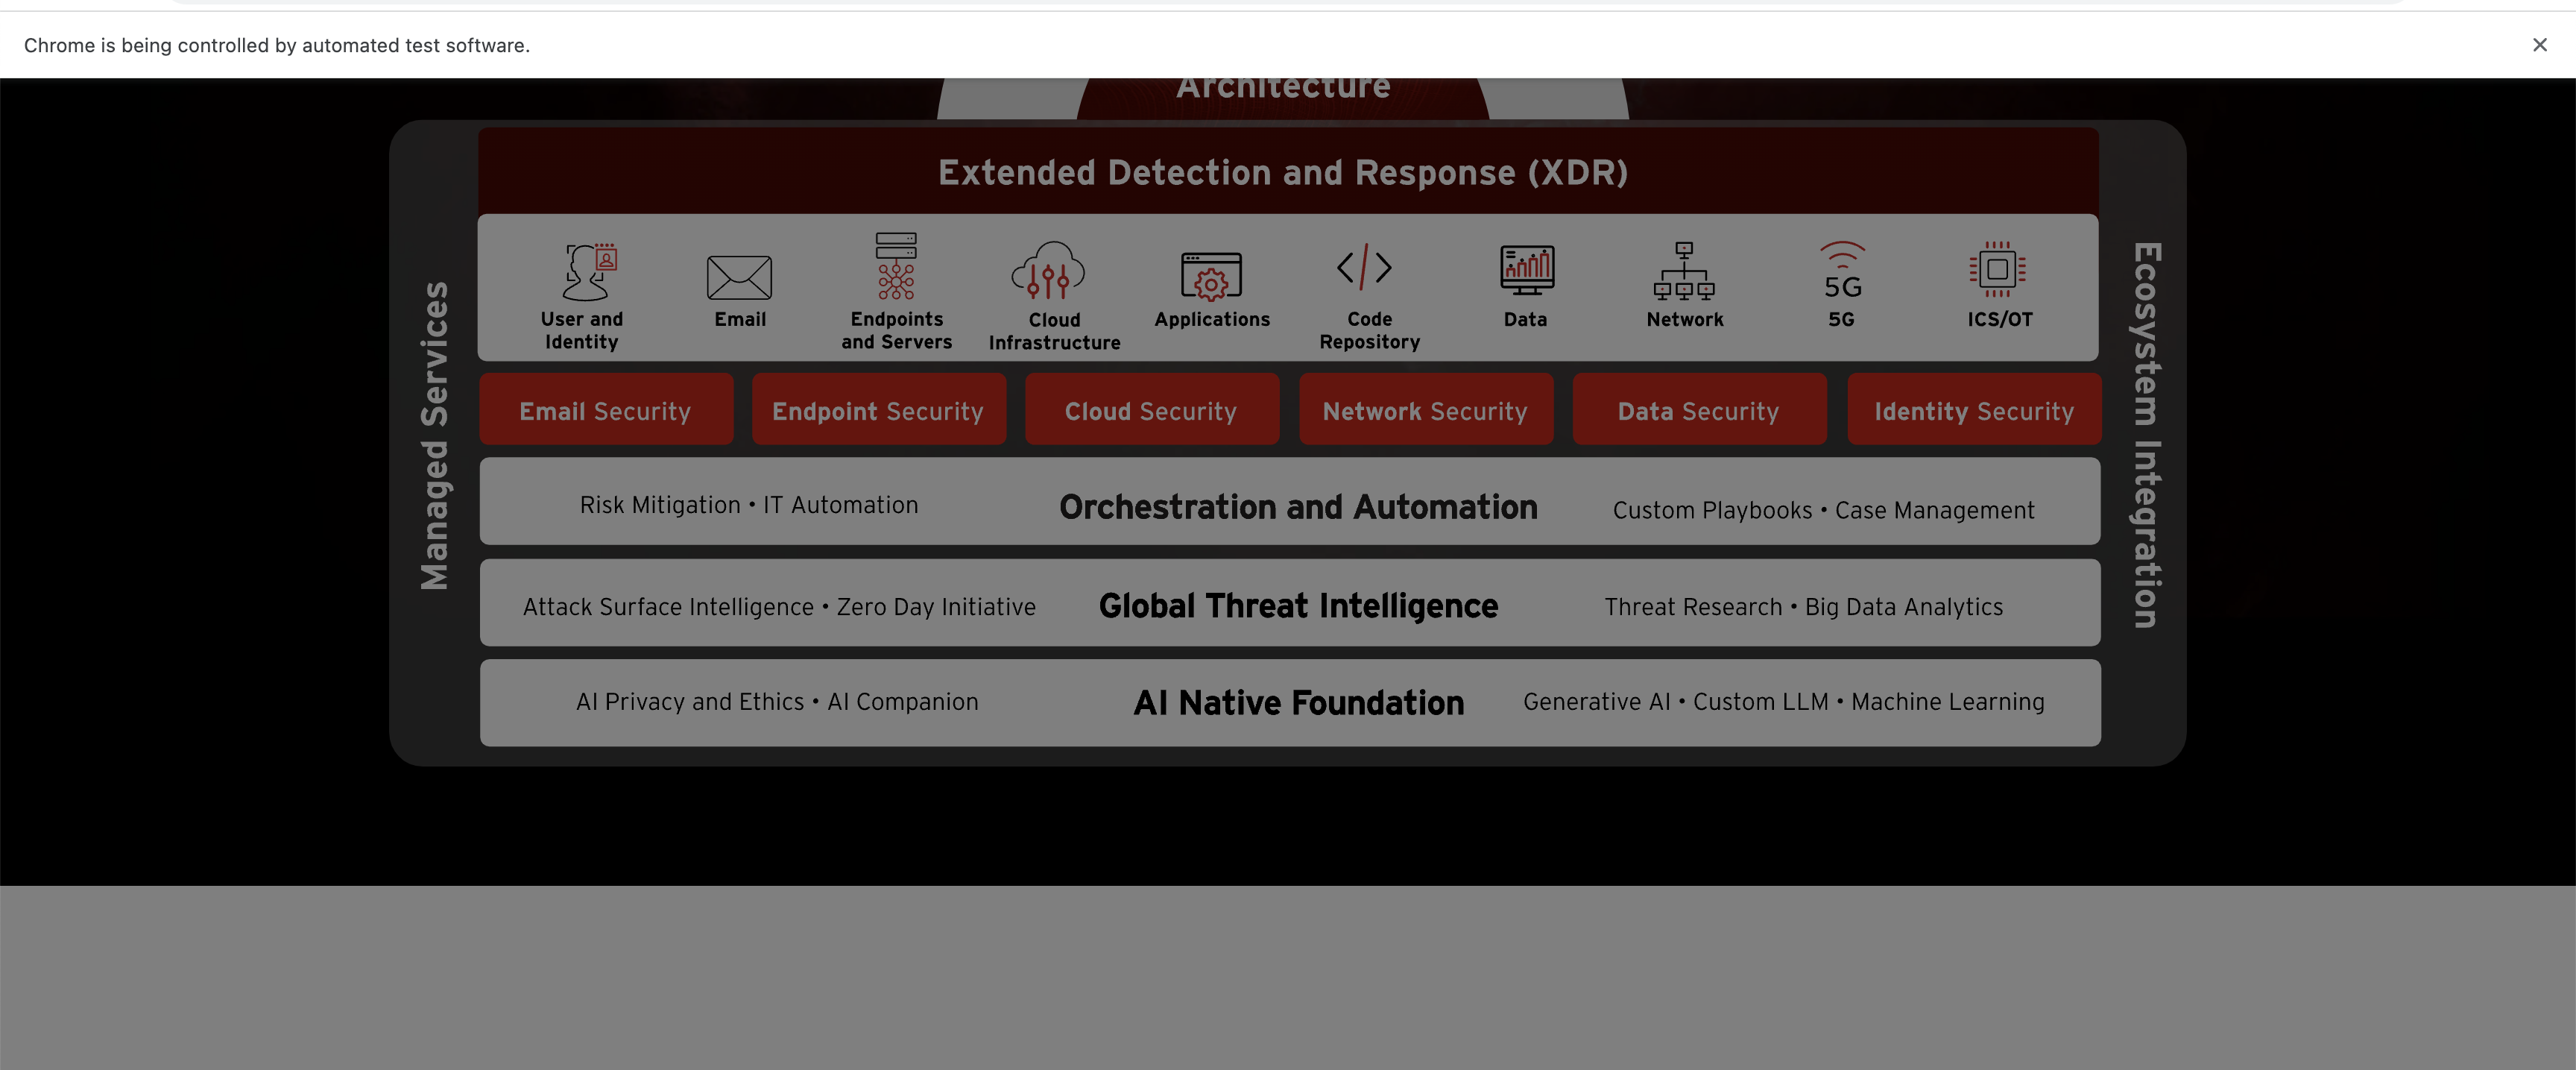 Chrome is being controlled by automated test software.
Architecture
Extended Detection and Response (XDR)
User and
Identity
Email
Endpoints
and Servers
Cloud
Infrastructure
Applications
Code
Repository
Data
Network
5G
5G
ICS/OT
Managed Services
Ecosystem Integration
Email Security
Endpoint Security
Cloud Security
Network Security
Data Security
Identity Security
Risk Mitigation • IT Automation
Orchestration and Automation
Custom Playbooks • Case Management
Attack Surface Intelligence • Zero Day Initiative
Global Threat Intelligence
Threat Research • Big Data Analytics
AI Privacy and Ethics • AI Companion
AI Native Foundation
Generative AI • Custom LLM • Machine Learning